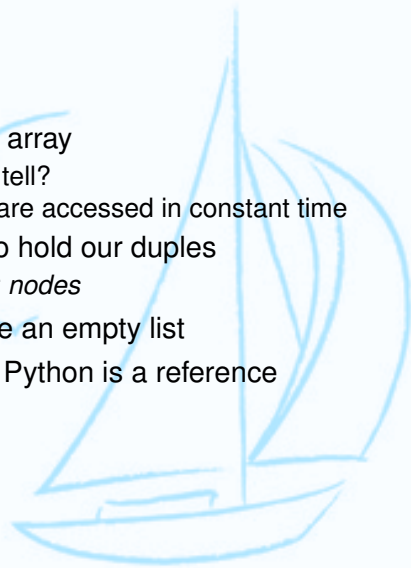 array
tell?
are accessed in constant time
o hold our duples
nodes
e an empty list
Python is a reference